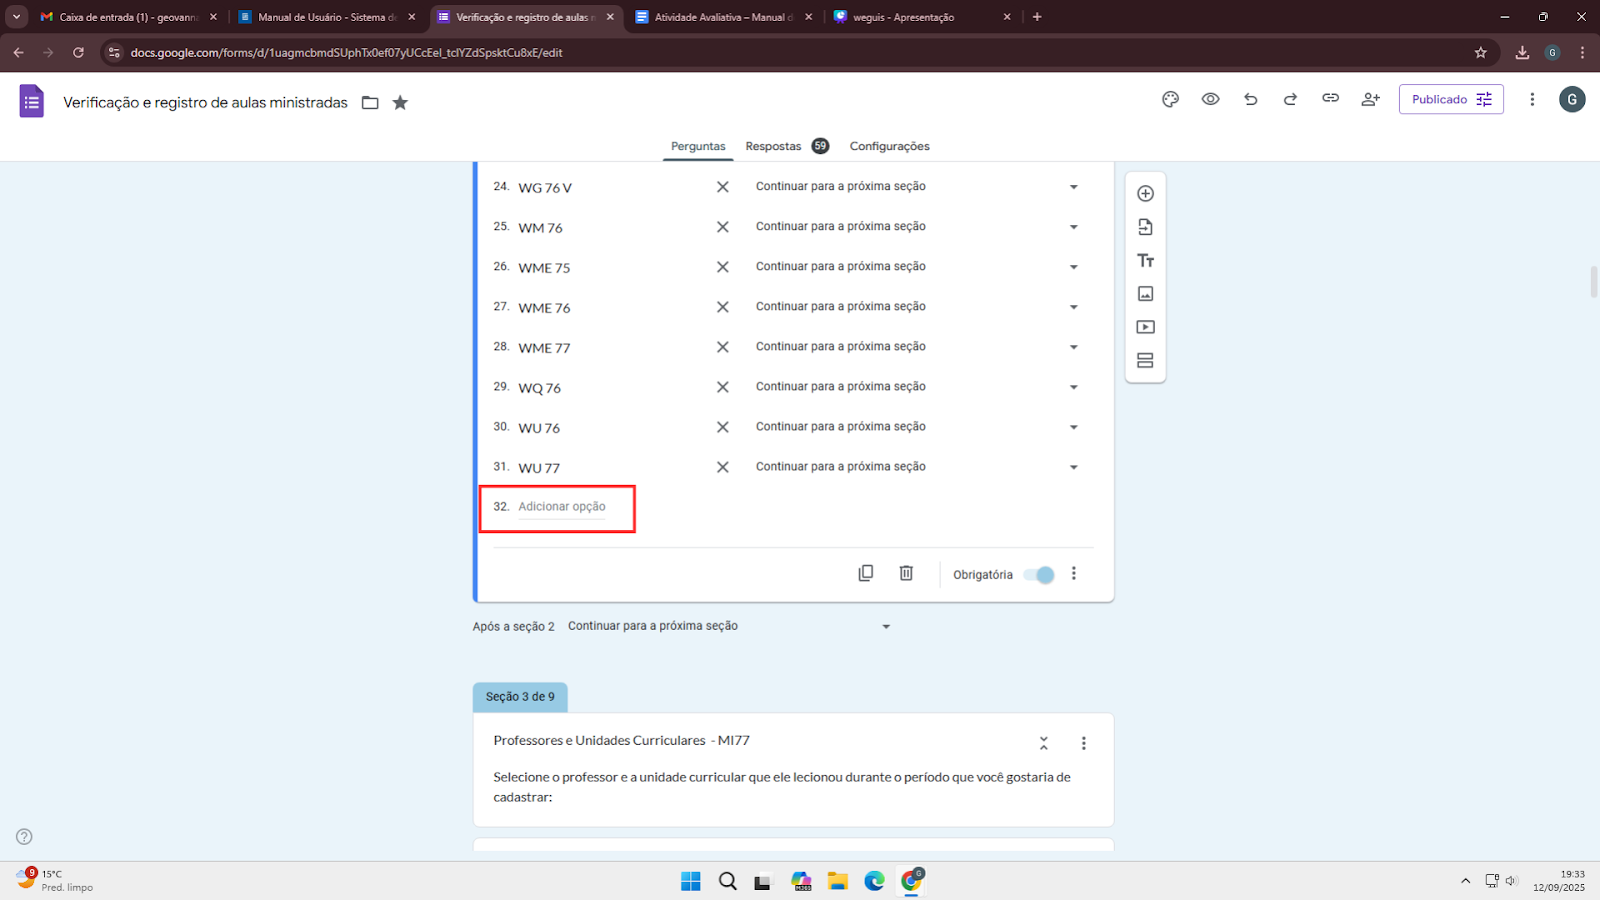 Caixa de entrada (1) - geovanna
Manual de Usuário - Sistema de
Verificação e registro de aulas m
Atividade Avaliativa – Manual d
weguis - Apresentação
docs.google.com/forms/d/1uagmcbmdSUphTx0ef07yUCcEel_tclYZdSpsktCu8xE/edit
G
Verificação e registro de aulas ministradas
Publicado
G
Perguntas
Respostas 59
Configurações
24. WG 76 V Continuar para a próxima seção
25. WM 76 Continuar para a próxima seção
26. WME 75 Continuar para a próxima seção
27. WME 76 Continuar para a próxima seção
28. WME 77 Continuar para a próxima seção
29. WQ 76 Continuar para a próxima seção
30. WU 76 Continuar para a próxima seção
31. WU 77 Continuar para a próxima seção
32. Adicionar opção
Tт
Obrigatória
Após a seção 2 Continuar para a próxima seção
Seção 3 de 9
Professores e Unidades Curriculares - MI77
Selecione o professor e a unidade curricular que ele lecionou durante o período que você gostaria de
cadastrar:
9
15°C
Pred. limpo
M365
G
19:33
12/09/2025